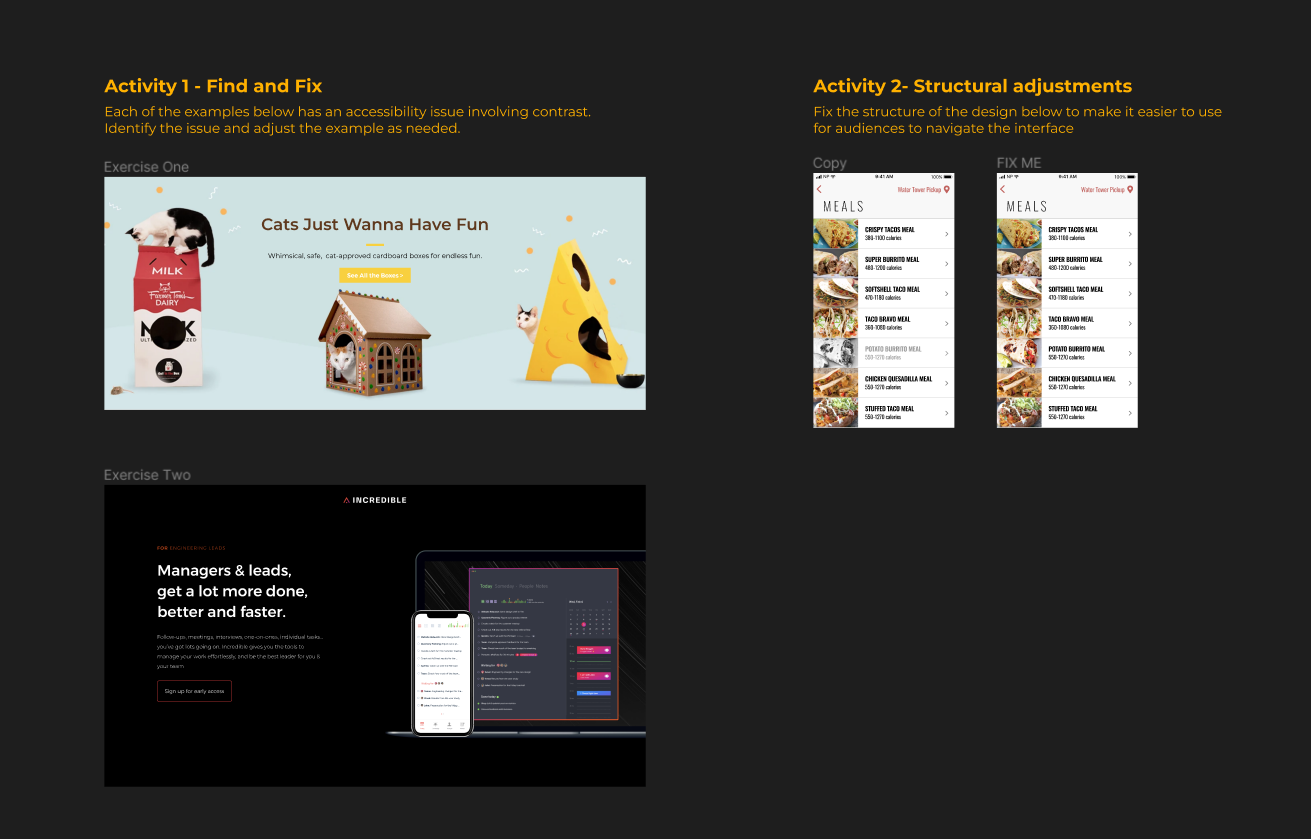 Activity 1 - Find and Fix
Each of the examples below has an accessibility issue involving contrast.
Identify the issue and adjust the example as needed.
Exercise One
Cats Just Wanna Have Fun
Whimsical, safe, cat-approved cardboard boxes for endless fun.
See All the Boxes >
MILK
DAIRY
Exercise Two
INCREDIBLE
FOR ENGINEERING LEADS
Managers & leads,
get a lot more done,
better and faster.
Follow-ups, meetings, interviews, one-on-ones, individual tasks...
you've got lots going on. Incredible gives you the tools to
manage your work effortlessly, and be the best leader for you is
your team
Sign up for early access
Today Someday People Notes
Activity 2- Structural adjustments
Fix the structure of the design below to make it easier to use
for audiences to navigate the interface
Copy
NP
9:41 AM
100%
Water Tower Pickup
MEALS
CRISPY TACOS MEAL
380-1100 calories
SUPER BURRITO MEAL
480-1200 calories
SOFTSHELL TACO MEAL
470-1180 calories
TACO BRAVO MEAL
360-1080 calories
POTATO BURRITO MEAL
550-1270 calories
CHICKEN QUESADILLA MEAL
550-1270 calories
STUFFED TACO MEAL
550-1270 calories
FIX ME
NP
9:41 AM
100%
Water Tower Pickup
MEALS
CRISPY TACOS MEAL
380-1100 calories
SUPER BURRITO MEAL
480-1200 calories
SOFTSHELL TACO MEAL
470-1180 calories
TACO BRAVO MEAL
360-1080 calories
POTATO BURRITO MEAL
550-1270 calories
CHICKEN QUESADILLA MEAL
550-1270 calories
STUFFED TACO MEAL
550-1270 calories